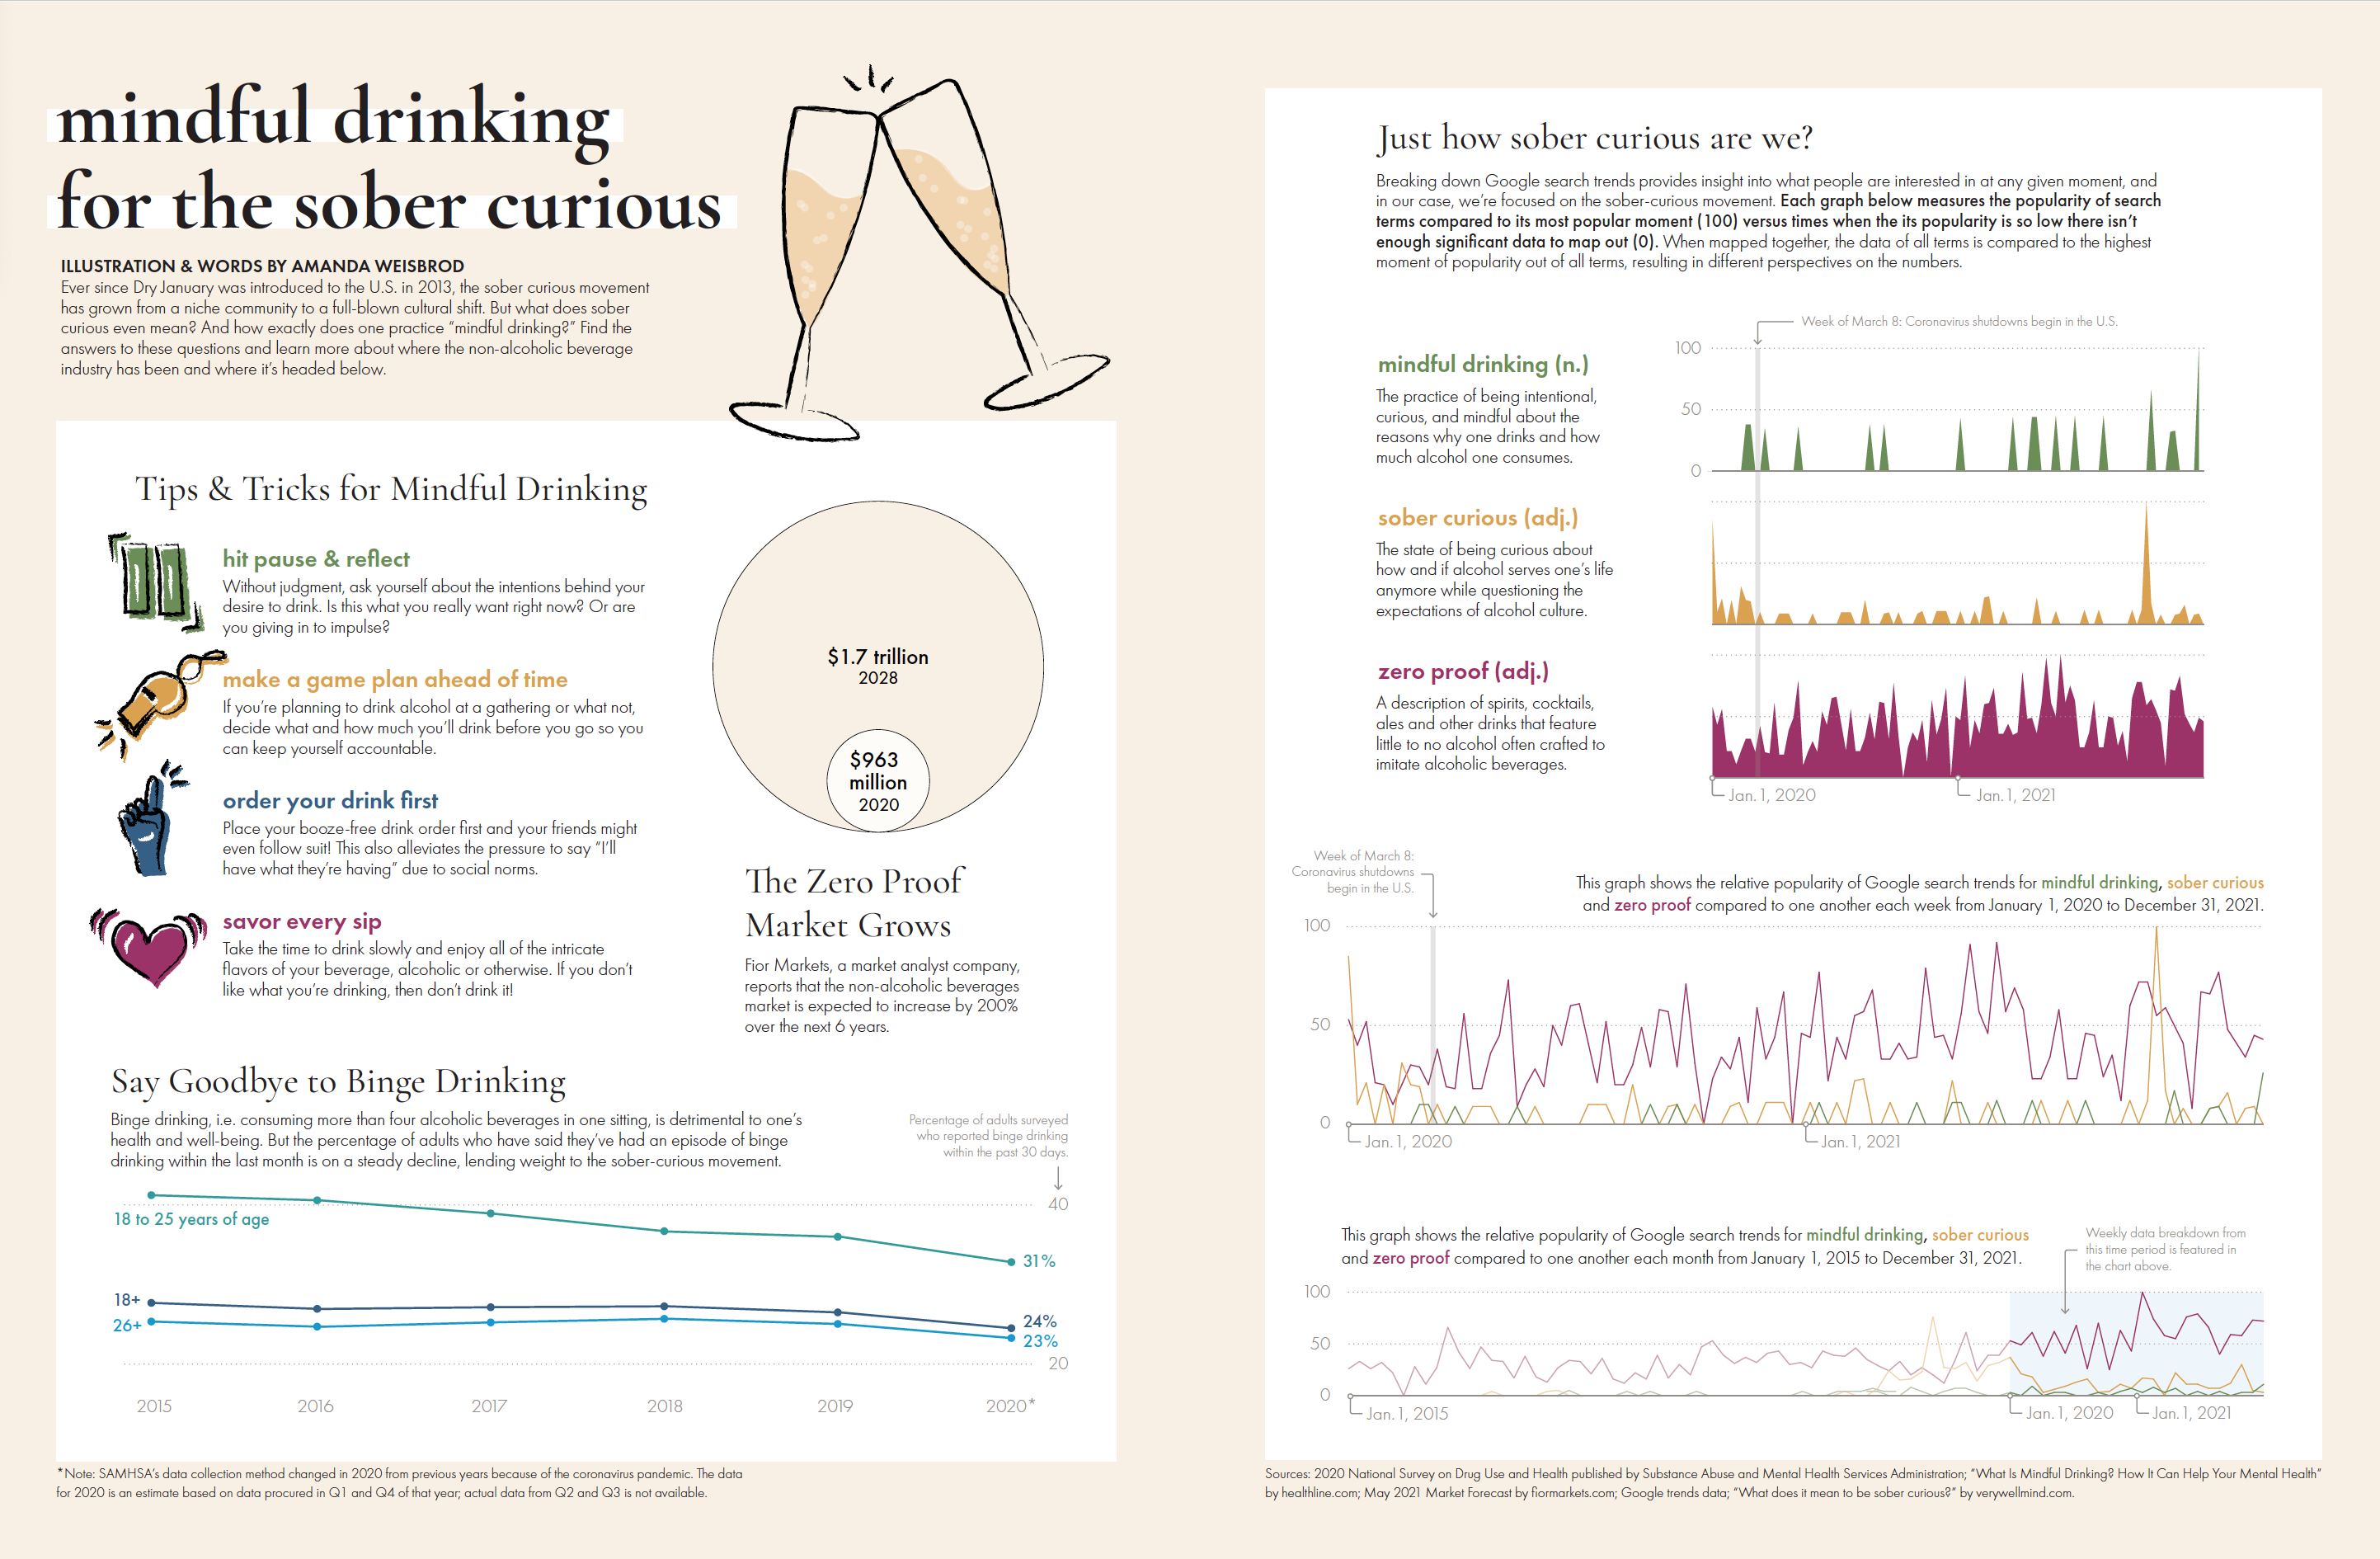 mindful drinking
for the sober curious
ILLUSTRATION & WORDS BY AMANDA WEISBROD
Ever since Dry January was introduced to the U.S. in 2013, the sober curious movement
has grown from a niche community to a full-blown cultural shift. But what does sober
curious even mean? And how exactly does one practice “mindful drinking?” Find the
answers to these questions and learn more about where the non-alcoholic beverage
industry has been and where it’s headed below.
Tips & Tricks for Mindful Drinking
hit pause & reflect
Without judgment, ask yourself about the intentions behind your
desire to drink. Is this what you really want right now? Or are
you giving in to impulse?
make a game plan ahead of time
If you’re planning to drink alcohol at a gathering or what not,
decide what and how much you’ll drink before you go so you
can keep yourself accountable.
order your drink first
Place your booze-free drink order first and your friends might
even follow suit! This also alleviates the pressure to say “I’ll
have what they’re having” due to social norms.
savor every sip
Take the time to drink slowly and enjoy all of the intricate
flavors of your beverage, alcoholic or otherwise. If you don’t
like what you’re drinking, then don’t drink it!
$1.7 trillion
2028
$963
million
2020
The Zero Proof
Market Grows
Fior Markets, a market analyst company,
reports that the non-alcoholic beverages
market is expected to increase by 200%
over the next 6 years.
Say Goodbye to Binge Drinking
Binge drinking, i.e. consuming more than four alcoholic beverages in one sitting, is detrimental to one’s
health and well-being. But the percentage of adults who have said they’ve had an episode of binge
drinking within the last month is on a steady decline, lending weight to the sober-curious movement.
Percentage of adults surveyed
who reported binge drinking
within the past 30 days.
40
18 to 25 years of age
31%
18+
24%
26+
23%
20
2015 2016 2017 2018 2019 2020*
*Note: SAMHSA’s data collection method changed in 2020 from previous years because of the coronavirus pandemic. The data
for 2020 is an estimate based on data procured in Q1 and Q4 of that year; actual data from Q2 and Q3 is not available.
Just how sober curious are we?
Breaking down Google search trends provides insight into what people are interested in at any given moment, and
in our case, we’re focused on the sober-curious movement. Each graph below measures the popularity of search
terms compared to its most popular moment (100) versus times when the its popularity is so low there isn’t
enough significant data to map out (0). When mapped together, the data of all terms is compared to the highest
moment of popularity out of all terms, resulting in different perspectives on the numbers.
Week of March 8: Coronavirus shutdowns begin in the U.S.
100
50
0
mindful drinking (n.)
The practice of being intentional,
curious, and mindful about the
reasons why one drinks and how
much alcohol one consumes.
sober curious (adj.)
The state of being curious about
how and if alcohol serves one’s life
anymore while questioning the
expectations of alcohol culture.
zero proof (adj.)
A description of spirits, cocktails,
ales and other drinks that feature
little to no alcohol often crafted to
imitate alcoholic beverages.
Jan. 1, 2020 Jan. 1, 2021
Week of March 8:
Coronavirus shutdowns
begin in the U.S.
This graph shows the relative popularity of Google search trends for mindful drinking, sober curious
and zero proof compared to one another each week from January 1, 2020 to December 31, 2021.
100
50
0
Jan. 1, 2020 Jan. 1, 2021
This graph shows the relative popularity of Google search trends for mindful drinking, sober curious
and zero proof compared to one another each month from January 1, 2015 to December 31, 2021.
Weekly data breakdown from
this time period is featured in
the chart above.
100
50
0
Jan. 1, 2015 Jan. 1, 2020 Jan. 1, 2021
Sources: 2020 National Survey on Drug Use and Health published by Substance Abuse and Mental Health Services Administration; “What Is Mindful Drinking? How It Can Help Your Mental Health”
by healthline.com; May 2021 Market Forecast by fiormarkets.com; Google trends data; “What does it mean to be sober curious?” by verywellmind.com.